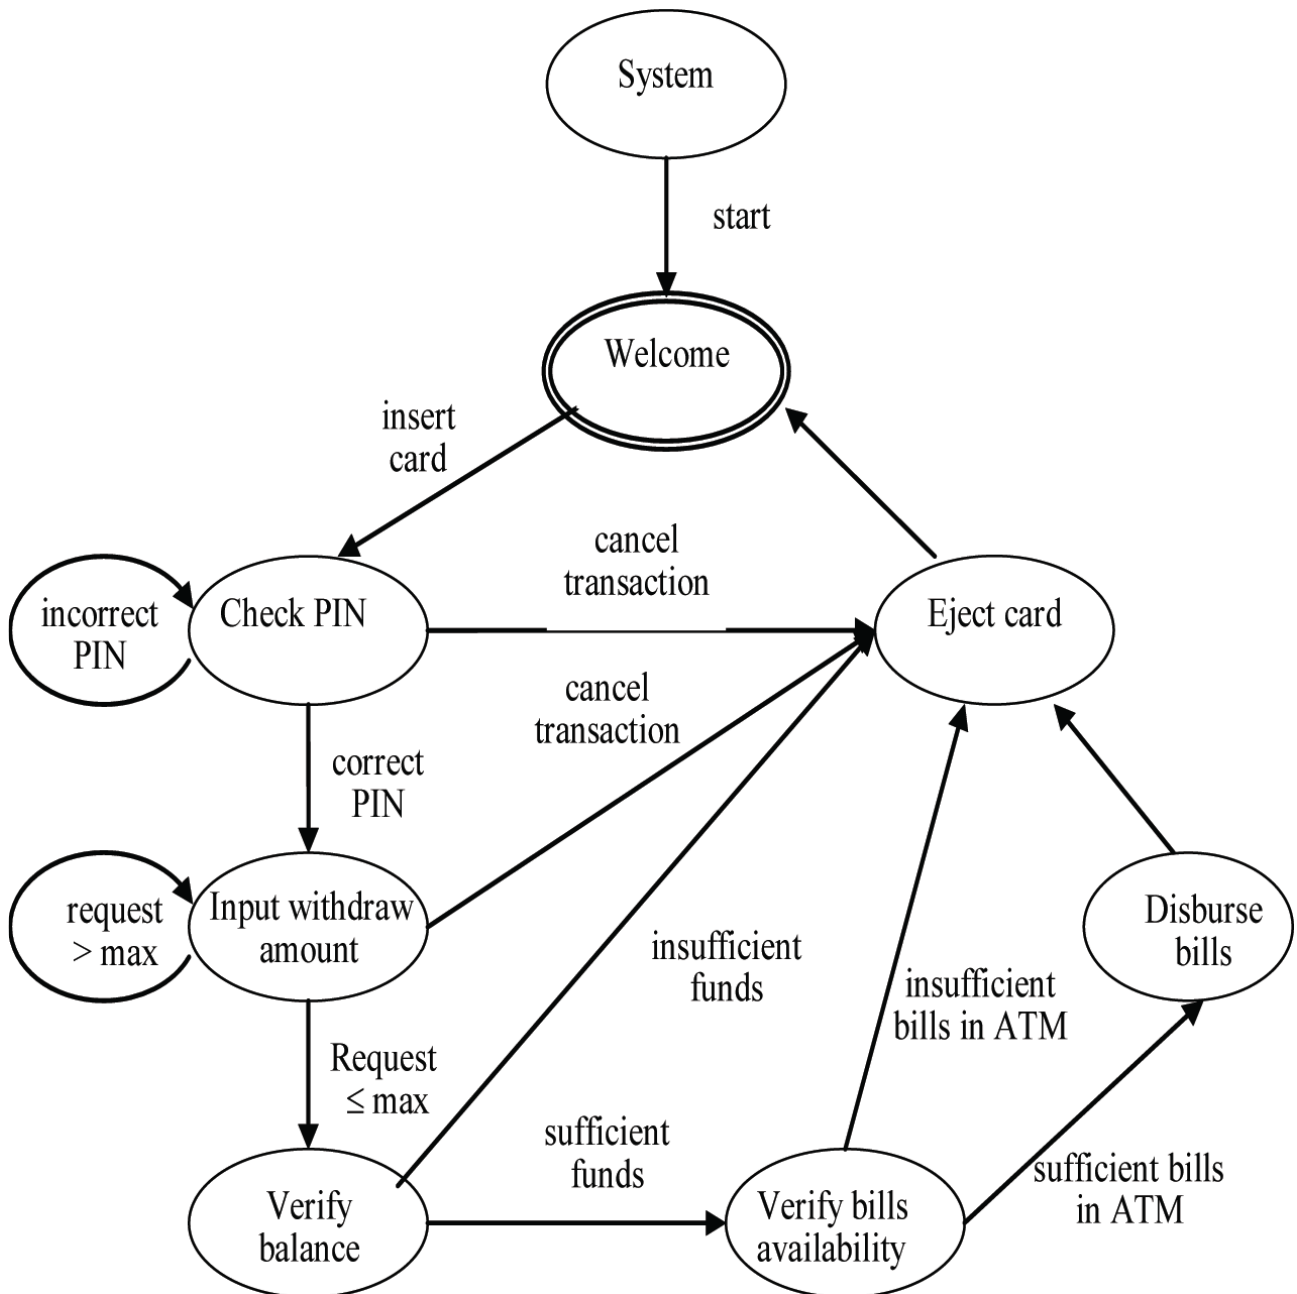 System
start
Welcome
insert
card
cancel
transaction
incorrect
PIN
Check PIN
Eject card
cancel
transaction
correct
PIN
request
> max
Input withdraw
amount
Disburse
bills
insufficient
funds
insufficient
bills in ATM
Request
≤ max
sufficient
funds
sufficient bills
in ATM
Verify
balance
Verify bills
availability